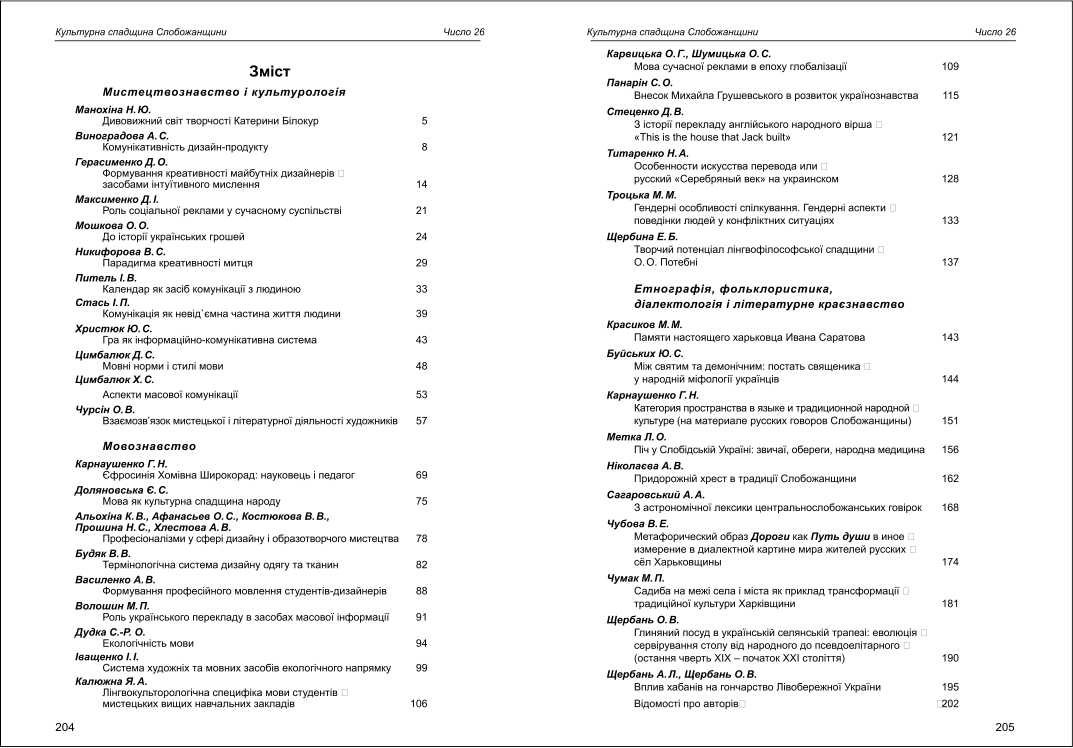 Культурна спадщина Слобожанщини Число 26
Зміст
Мистецтвознавство і культурологія
Манохіна Н. Ю.
Дивовижний світ творчості Катерини Білокур 5
Виноградова А. С.
Комунікативність дизайн-продукту 8
Герасименко Д. О.
Формування креативності майбутніх дизайнерів
засобами інтуїтивного мислення 14
Максименко Д. І.
Роль соціальної реклами у сучасному суспільстві 21
Мошкова О. О.
До історії українських грошей 24
Никифорова В. С.
Парадигма креативності митця 29
Питель І. В.
Календар як засіб комунікації з людиною 33
Стась І. П.
Комунікація як невід`ємна частина життя людини 39
Христюк Ю. С.
Гра як інформаційно-комунікативна система 43
Цимбалюк Д. С.
Мовні норми і стилі мови 48
Цимбалюк Х. С.
Аспекти масової комунікації 53
Чурсін О. В.
Взаємозв’язок мистецької і літературної діяльності художників 57
Мовознавство
Карнаушенко Г. Н.
Єфросинія Хомівна Широкорад: науковець і педагог 69
Доляновська Є. С.
Мова як культурна спадщина народу 75
Альохіна К. В., Афанасьев О. С., Костюкова В. В.,
Прошина Н. С., Хлестова А. В.
Професіоналізми у сфері дизайну і образотворчого мистецтва 78
Будяк В. В.
Термінологічна система дизайну одягу та тканин 82
Василенко А. В.
Формування професійного мовлення студентів-дизайнерів 88
Волошин М. П.
Роль українського перекладу в засобах масової інформації 91
Дудка С.-Р. О.
Екологічність мови 94
Іващенко І. І.
Система художніх та мовних засобів екологічного напрямку 99
Калюжна Я. А.
Лінгвокульторологічна специфіка мови студентів
мистецьких вищих навчальних закладів 106
204
Культурна спадщина Слобожанщини Число 26
Карвицька О. Г., Шумицька О. С.
Мова сучасної реклами в епоху глобалізації 109
Панарін С. О.
Внесок Михайла Грушевського в розвиток українознавства 115
Стеценко Д. В.
З історії перекладу англійського народного вірша
«This is the house that Jack built» 121
Титаренко Н. А.
Особенности искусства перевода или
русский «Серебряный век» на украинском 128
Троцька М. М.
Гендерні особливості спілкування. Гендерні аспекти
поведінки людей у конфліктних ситуаціях 133
Щербина Е. Б.
Творчий потенціал лінгвофілософської спадщини
О. О. Потебні 137
Етнографія, фольклористика,
діалектологія і літературне краєзнавство
Красиков М. М.
Памяти настоящего харьковца Ивана Саратова 143
Буйських Ю. С.
Між святим та демонічним: постать священика
у народній міфології українців 144
Карнаушенко Г. Н.
Категория пространства в языке и традиционной народной
культуре (на материале русских говоров Слобожанщины) 151
Метка Л. О.
Піч у Слобідській Україні: звичаї, обереги, народна медицина 156
Ніколаєва А. В.
Придорожній хрест в традиції Слобожанщини 162
Сагаровський А. А.
З астрономічної лексики центральнослобожанських говірок 168
Чубова В. Е.
Метафорический образ Дороги как Путь души в иное
измерение в диалектной картине мира жителей русских
сёл Харьковщины 174
Чумак М. П.
Садиба на межі села і міста як приклад трансформації
традиційної культури Харківщини 181
Щербань О. В.
Глиняний посуд в українській селянській трапезі: еволюція
сервірування столу від народного до псевдоелітарного
(остання чверть ХІХ – початок ХХІ століття) 190
Щербань А. Л., Щербань О. В.
Вплив хабанів на гончарство Лівобережної України 195
Відомості про авторів 202
205